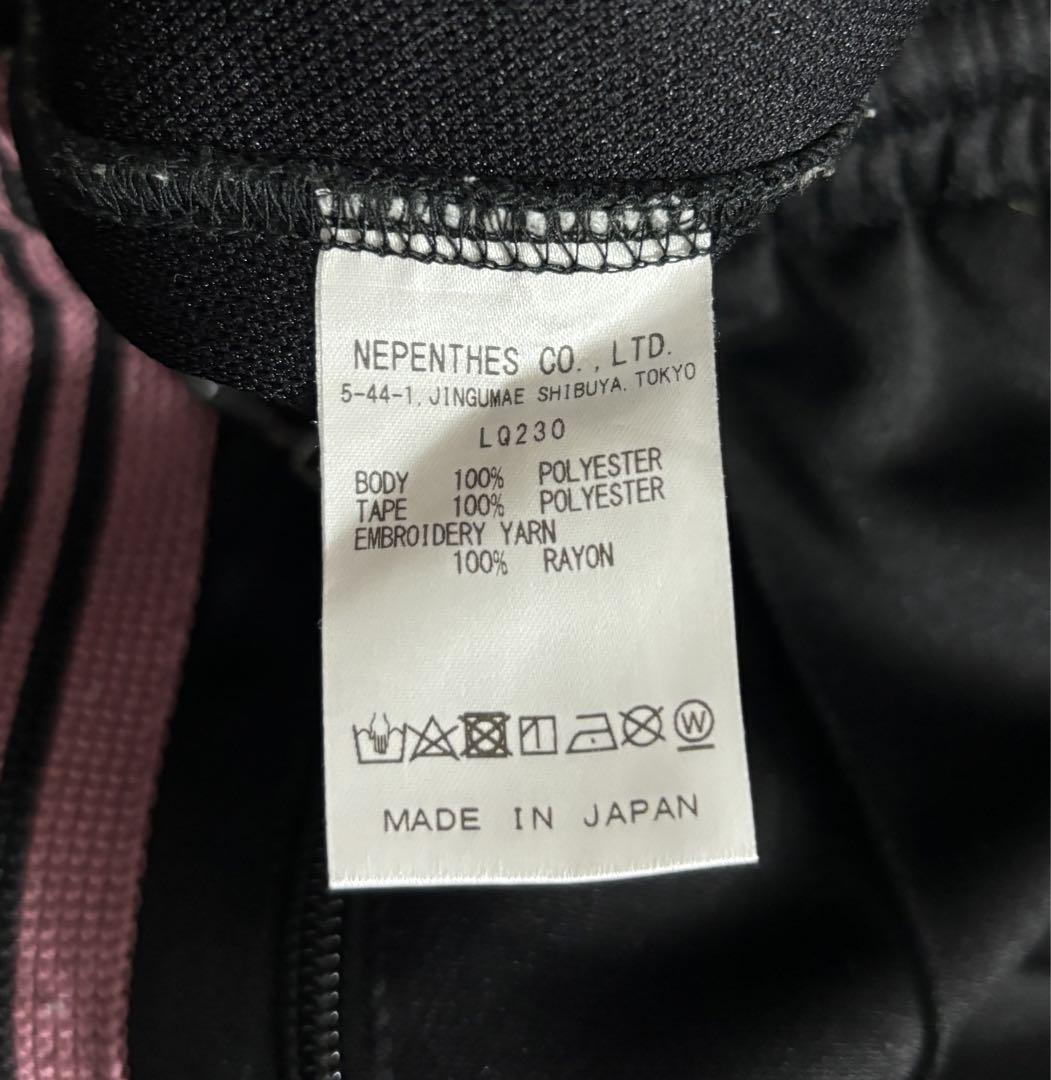 NEPENTHES CO., LTD.
5-44-1, JINGUMAE SHIBUYA. TOKYO
LQ230
BODY 100% POLYESTER
TAPE 100% POLYESTER
EMBROIDERY YARN
100% RAYON
W
MADE IN JAPAN